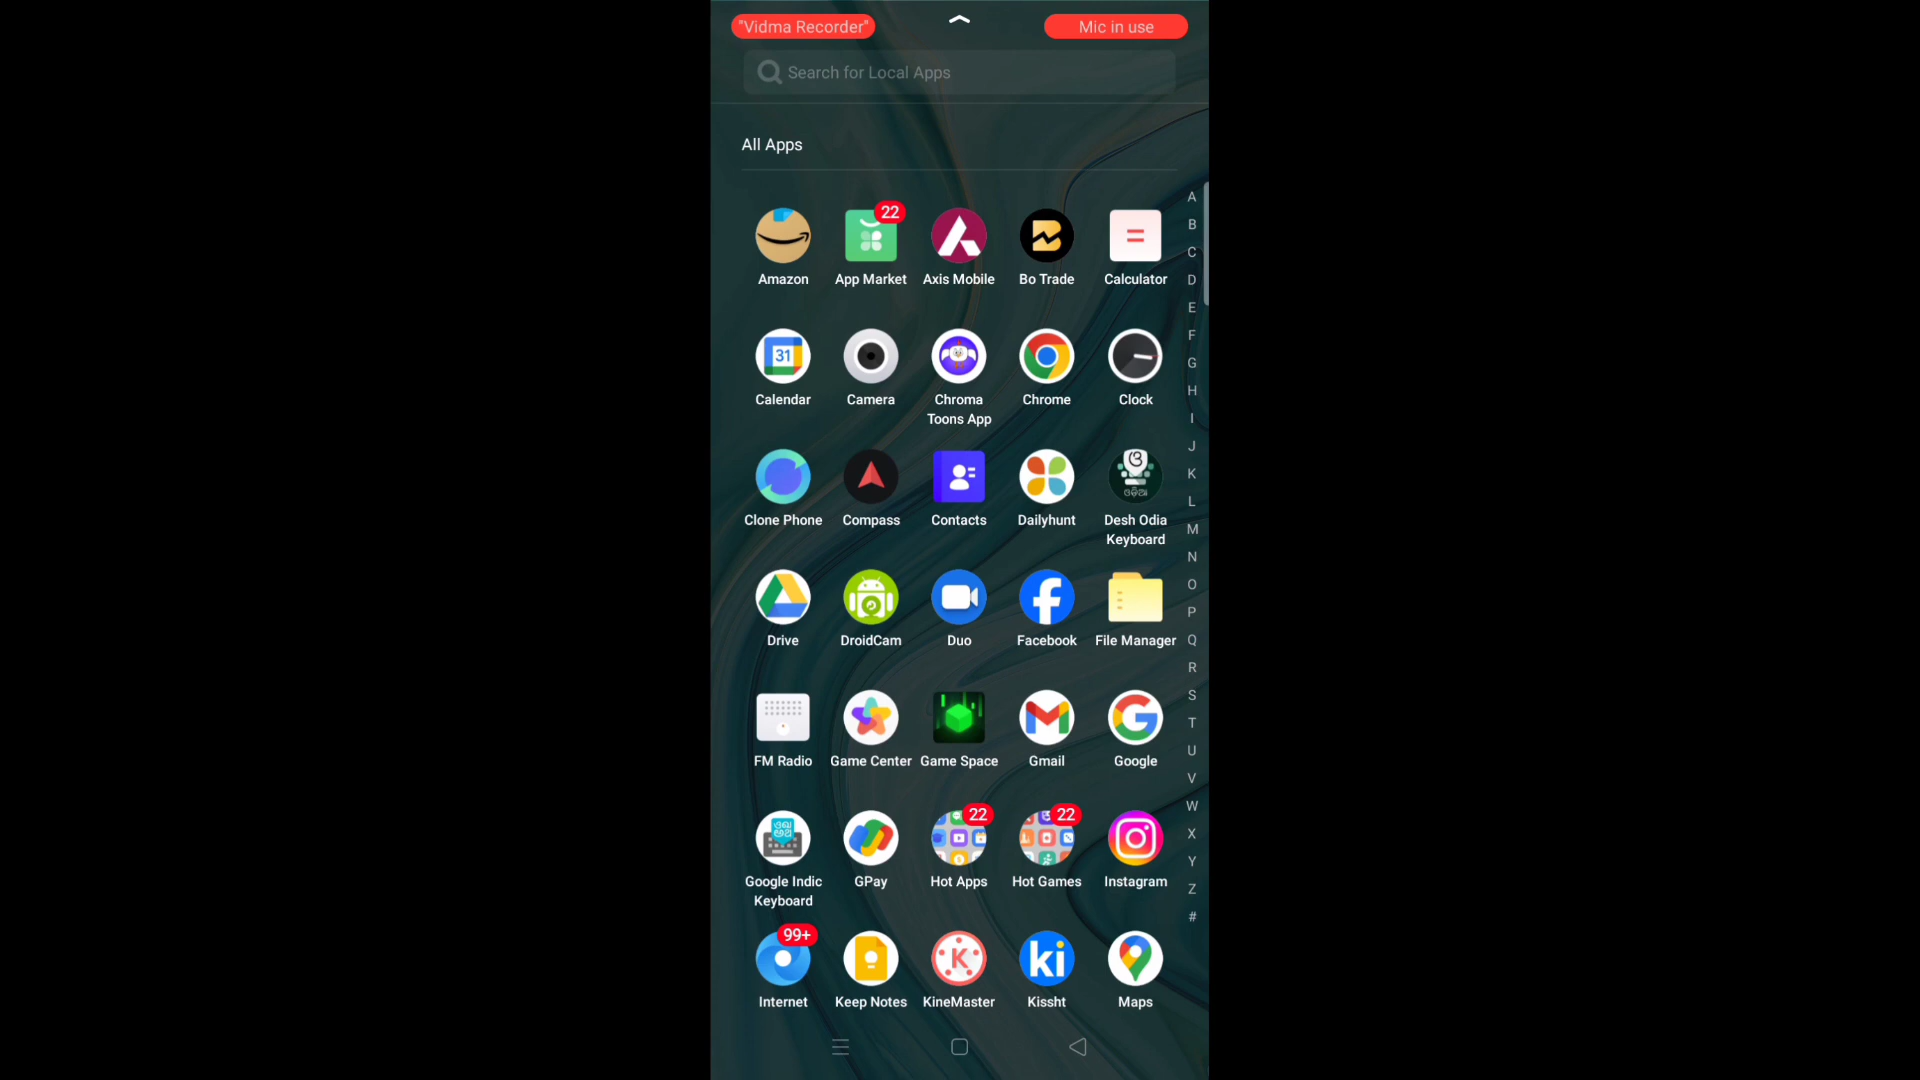 "Vidma Recorder"
Mic in use
Search for Local Apps
All Apps
22
Amazon
App Market
Axis Mobile
Bo Trade
Calculator
31
Calendar
Camera
Chroma
Toons App
Chrome
Clock
Clone Phone
Compass
Contacts
Dailyhunt
ଓଡ଼ିଆ
Desh Odia
Keyboard
Drive
DroidCam
Duo
Facebook
File Manager
FM Radio
Game Center
Game Space
Gmail
Google
22
22
Google Indic
Keyboard
GPay
Hot Apps
Hot Games
Instagram
99+
K
ki
Internet
Keep Notes
KineMaster
Kissht
Maps
A
B
C
D
E
F
G
H
I
J
K
L
M
N
O
P
Q
R
S
T
U
V
W
X
Y
Z
#